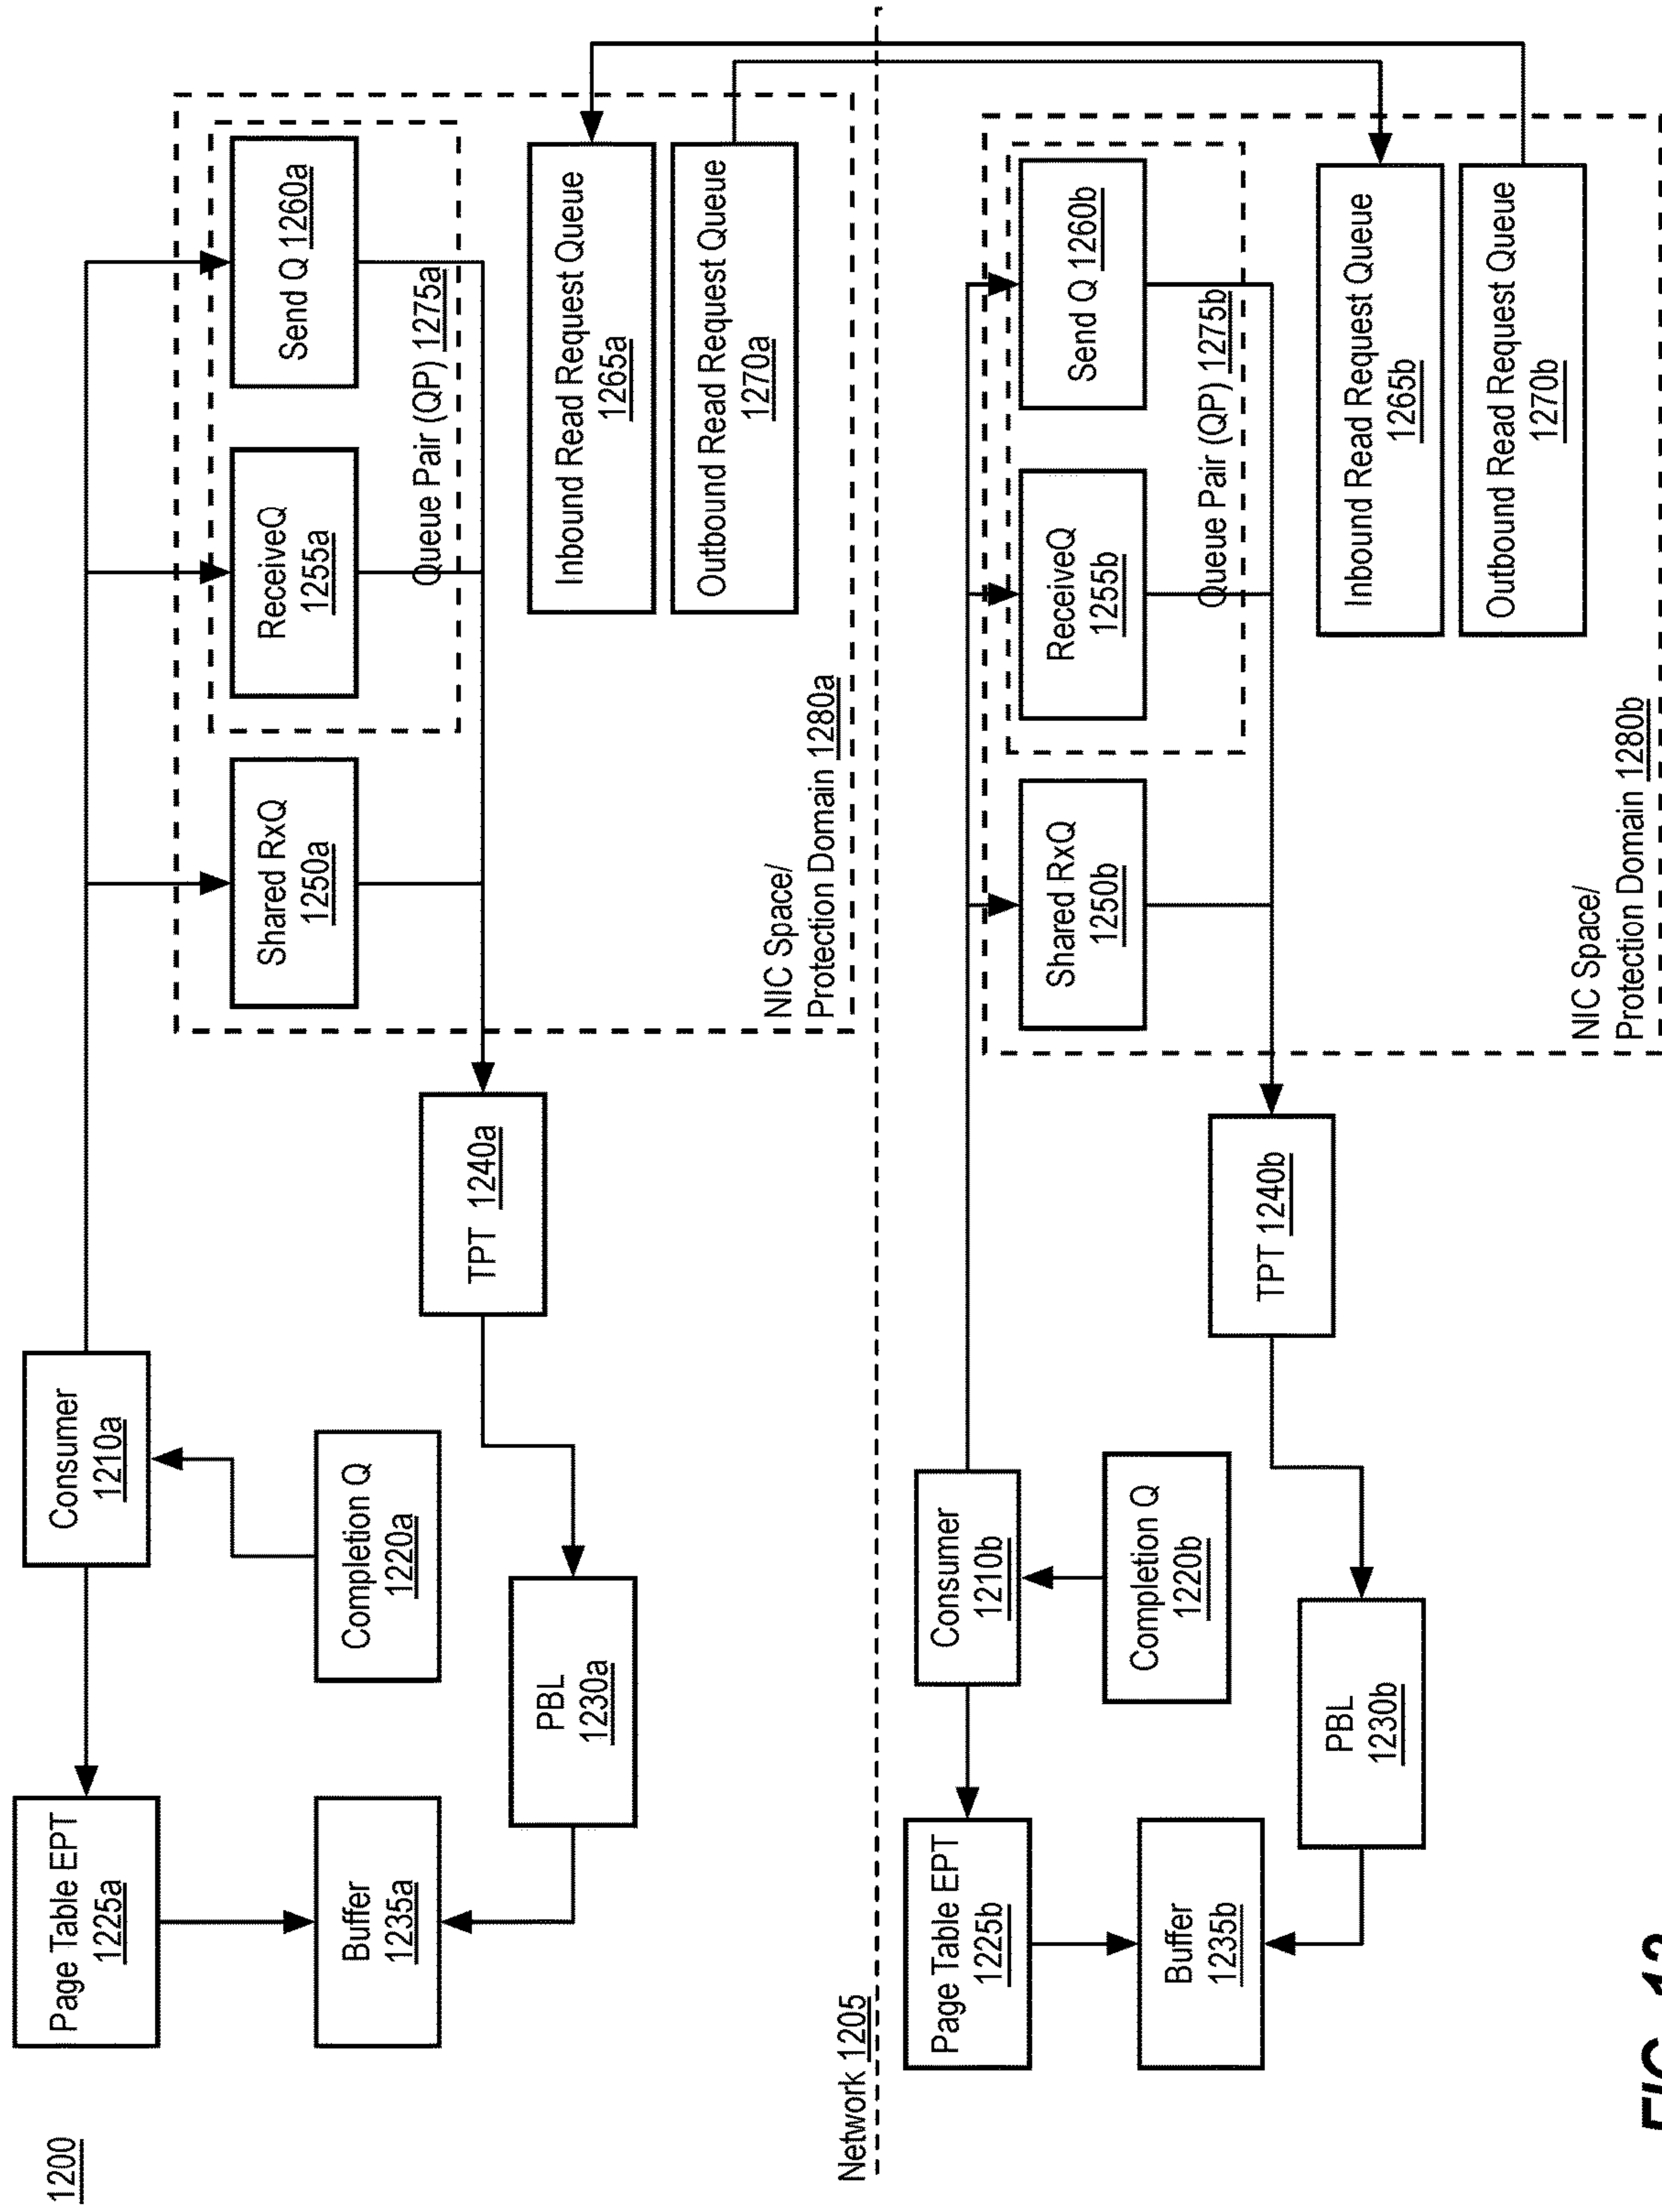 1200
Page Table EPT
1225a
Consumer
1210a
Buffer
1235a
Completion Q
1220a
PBL
1230a
TPT 1240a
Shared RxQ
1250a
ReceiveQ
1255a
Send Q 1260a
Queue Pair (QP) 1275a
Inbound Read Request Queue
1265a
Outbound Read Request Queue
1270a
NIC Space/
Protection Domain 1280a
Network 1205
Page Table EPT
1225b
Consumer
1210b
Buffer
1235b
Completion Q
1220b
PBL
1230b
TPT 1240b
Shared RxQ
1250b
ReceiveQ
1255b
Send Q 1260b
Queue Pair (QP) 1275b
Inbound Read Request Queue
1265b
Outbound Read Request Queue
1270b
NIC Space/
Protection Domain 1280b
FIG. 12